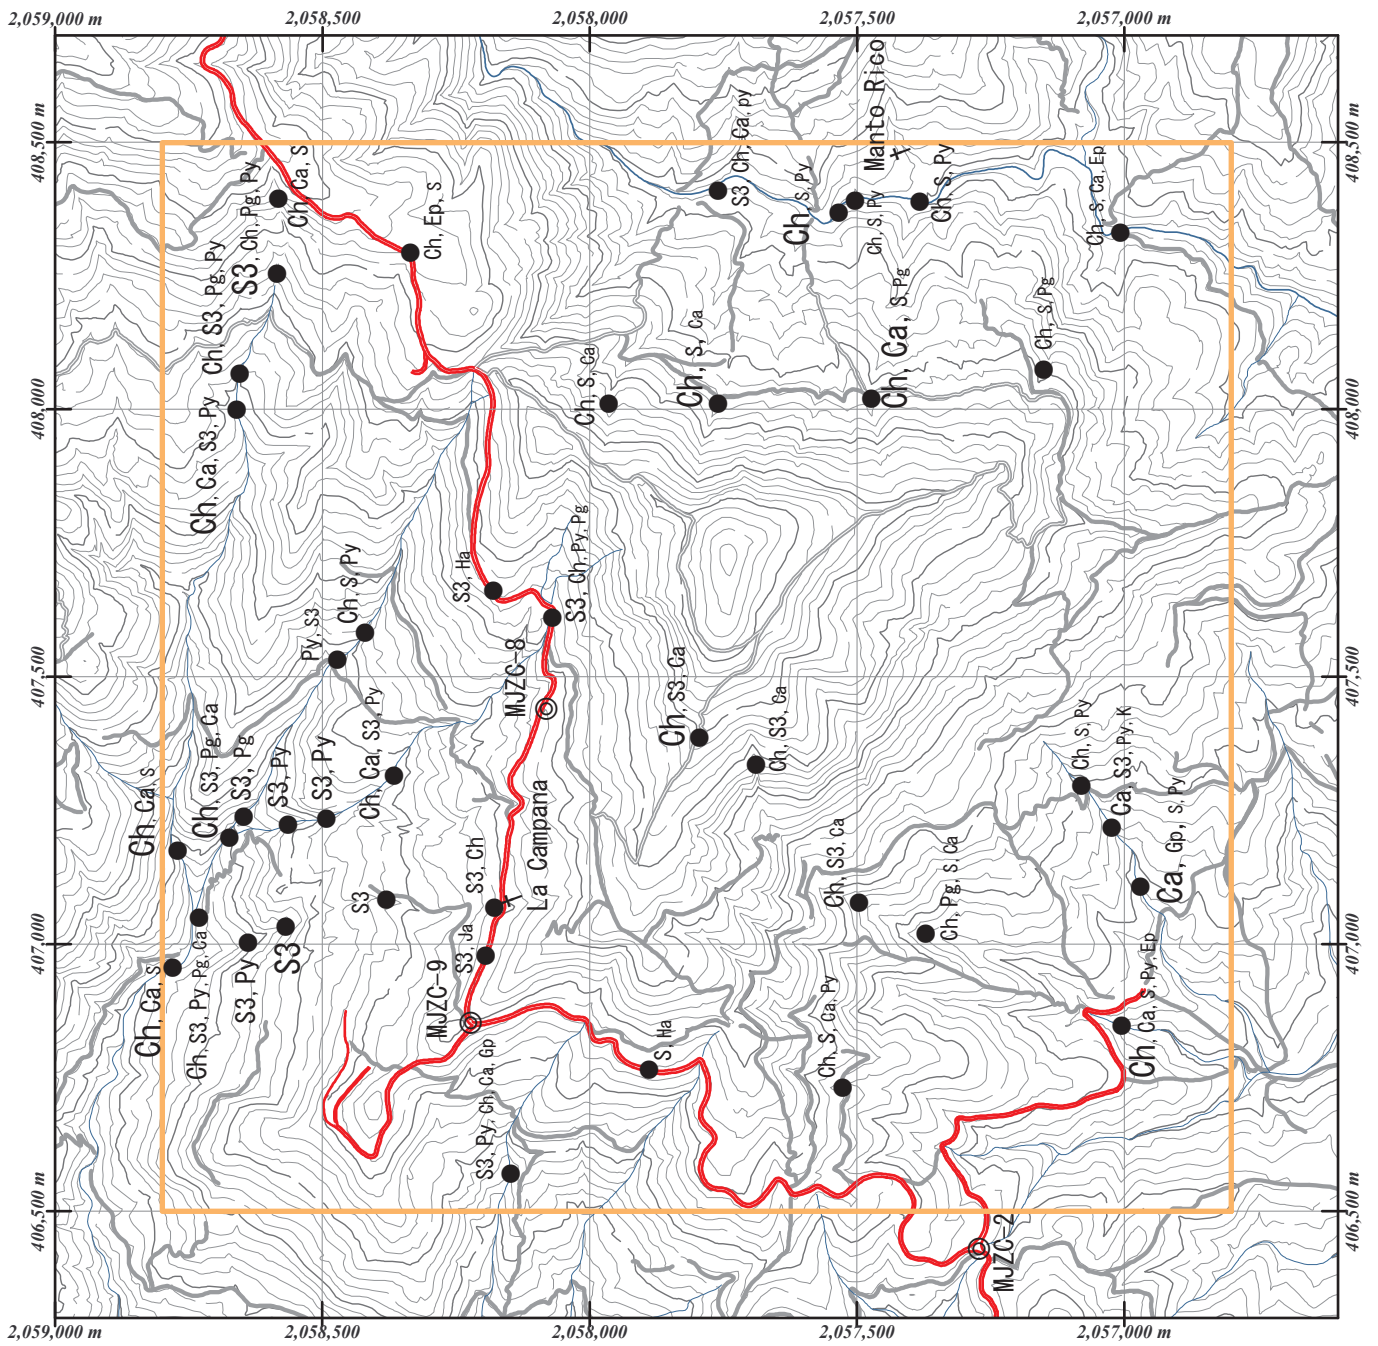 2,059,000 m
2,058,500
2,058,000
2,057,500
2,057,000 m
408,500 m
408,500 m
408,000
408,000
407,500
407,500
407,000
407,000
406,500 m
406,500 m
Ch, Ca, S
S3, Ch, Pg, Py
Ch, Ep, S
Ch, S3, Pg, Py
Ch, Ca, S3, Py
S3, Ch, Ca, py
Ch, S, Py
Ch, S, Py
Manto Rico
Ch, S, Py
Ch, S, Ca, Ep
Ch, S, Ca
Ch, S, Ca
Ch, Ca, S, Pg
Ch, S, Pg
S3, Ha
S3, Ch, Py, Pg
Py, S3
Ch, S, Py
MJZC-8
Ch, S3, Ca
Ch, S3, Ca
Ch, Ca, S
Ch, S3, Pg, Ca
S3, Pg
S3, Py
S3, Py
Ch, Ca, S3, Py
Ch, S, Py
Ca, S3, Py, K
Ca, Gp, S, Py
S3
S3, Ch
La Campana
Ch, S3, Ca
Ch, Pg, S, Ca
Ch, Ca, S
Ch, S3, Py, Pg, Ca
S3, Py
S3
S3, Ja
MJZC-9
S, Ha
Ch, S, Ca, Py
Ch, Ca, S, Py, Ep
S3, Py, Ch, Ca, Gp
MJZC-2
2,059,000 m
2,058,500
2,058,000
2,057,500
2,057,000 m